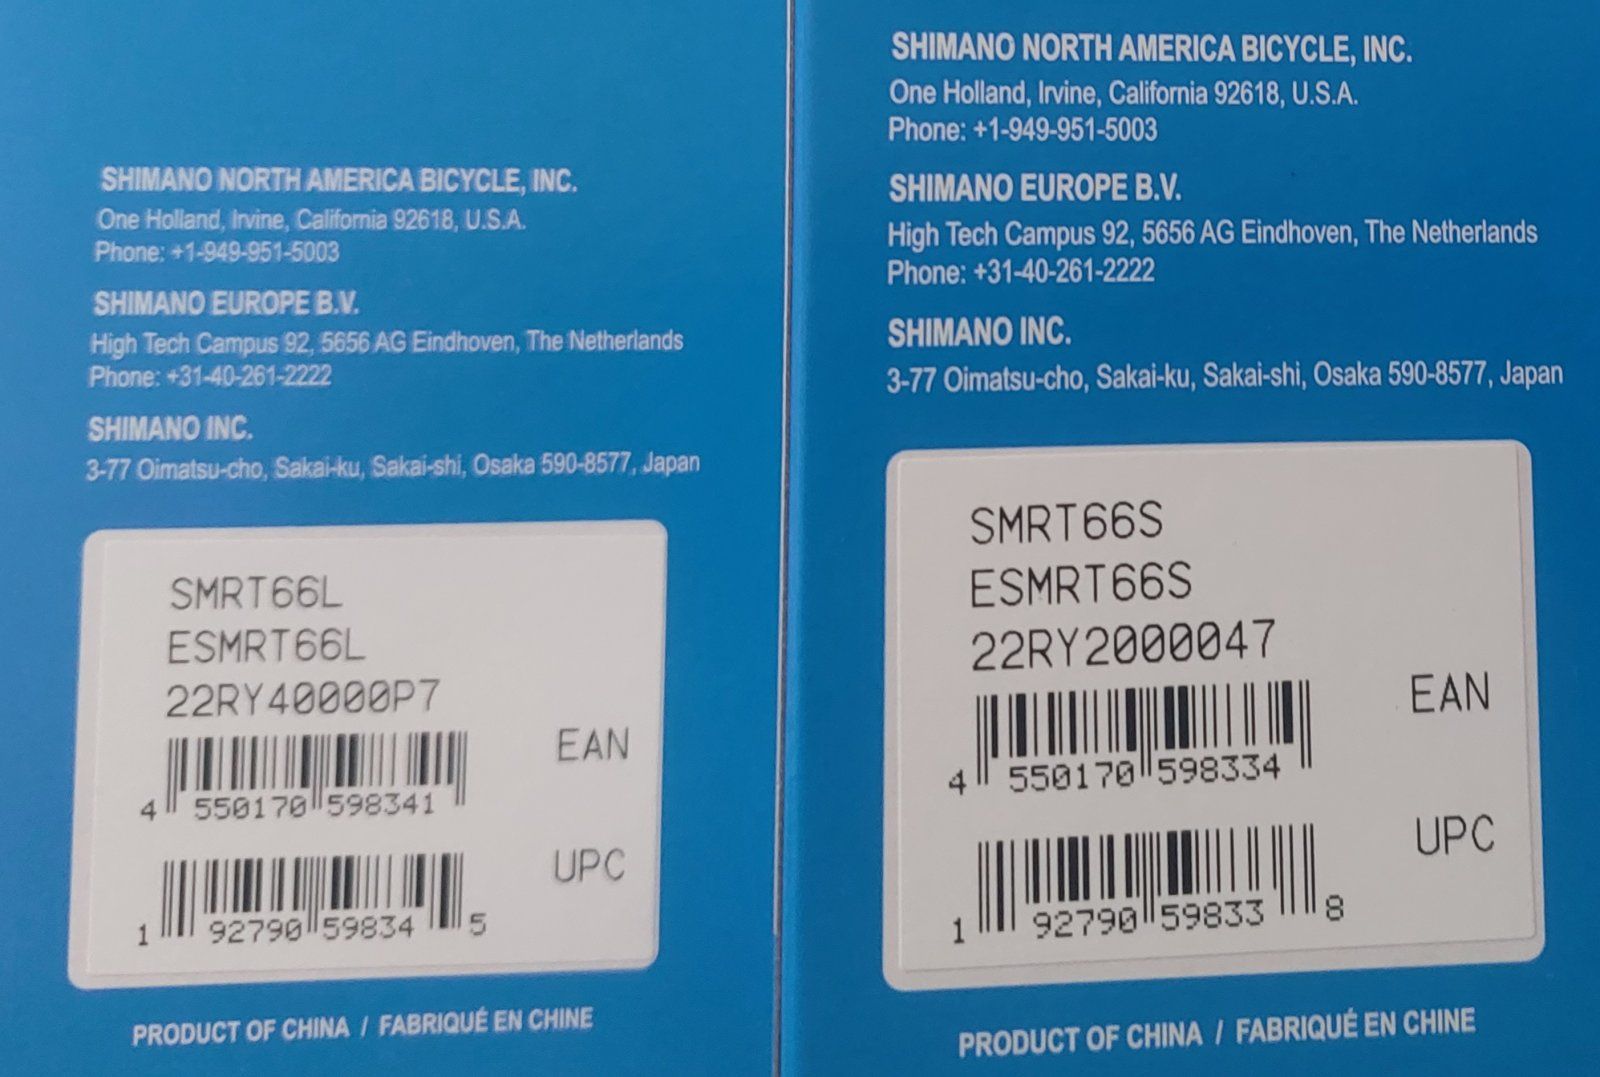 SHIMANO NORTH AMERICA BICYCLE, INC.
One Holland, Irvine, California 92618, U.S.A.
Phone: +1-949-951-5003
SHIMANO EUROPE B.V.
High Tech Campus 92, 5656 AG Eindhoven, The Netherlands
Phone: +31-40-261-2222
SHIMANO INC.
3-77 Oimatsu-cho, Sakai-ku, Sakai-shi, Osaka 590-8577, Japan
SMRT66L
ESMRT66L
22RY40000P7
EAN
4 550170 598341
UPC
1 92790 59834 5
PRODUCT OF CHINA / FABRIQUÉ EN CHINE
SHIMANO NORTH AMERICA BICYCLE, INC.
One Holland, Irvine, California 92618, U.S.A.
Phone: +1-949-951-5003
SHIMANO EUROPE B.V.
High Tech Campus 92, 5656 AG Eindhoven, The Netherlands
Phone: +31-40-261-2222
SHIMANO INC.
3-77 Oimatsu-cho, Sakai-ku, Sakai-shi, Osaka 590-8577, Japan
SMRT66S
ESMRT66S
22RY2000047
EAN
4 550170 598334
UPC
1 92790 59833 8
PRODUCT OF CHINA / FABRIQUÉ EN CHINE